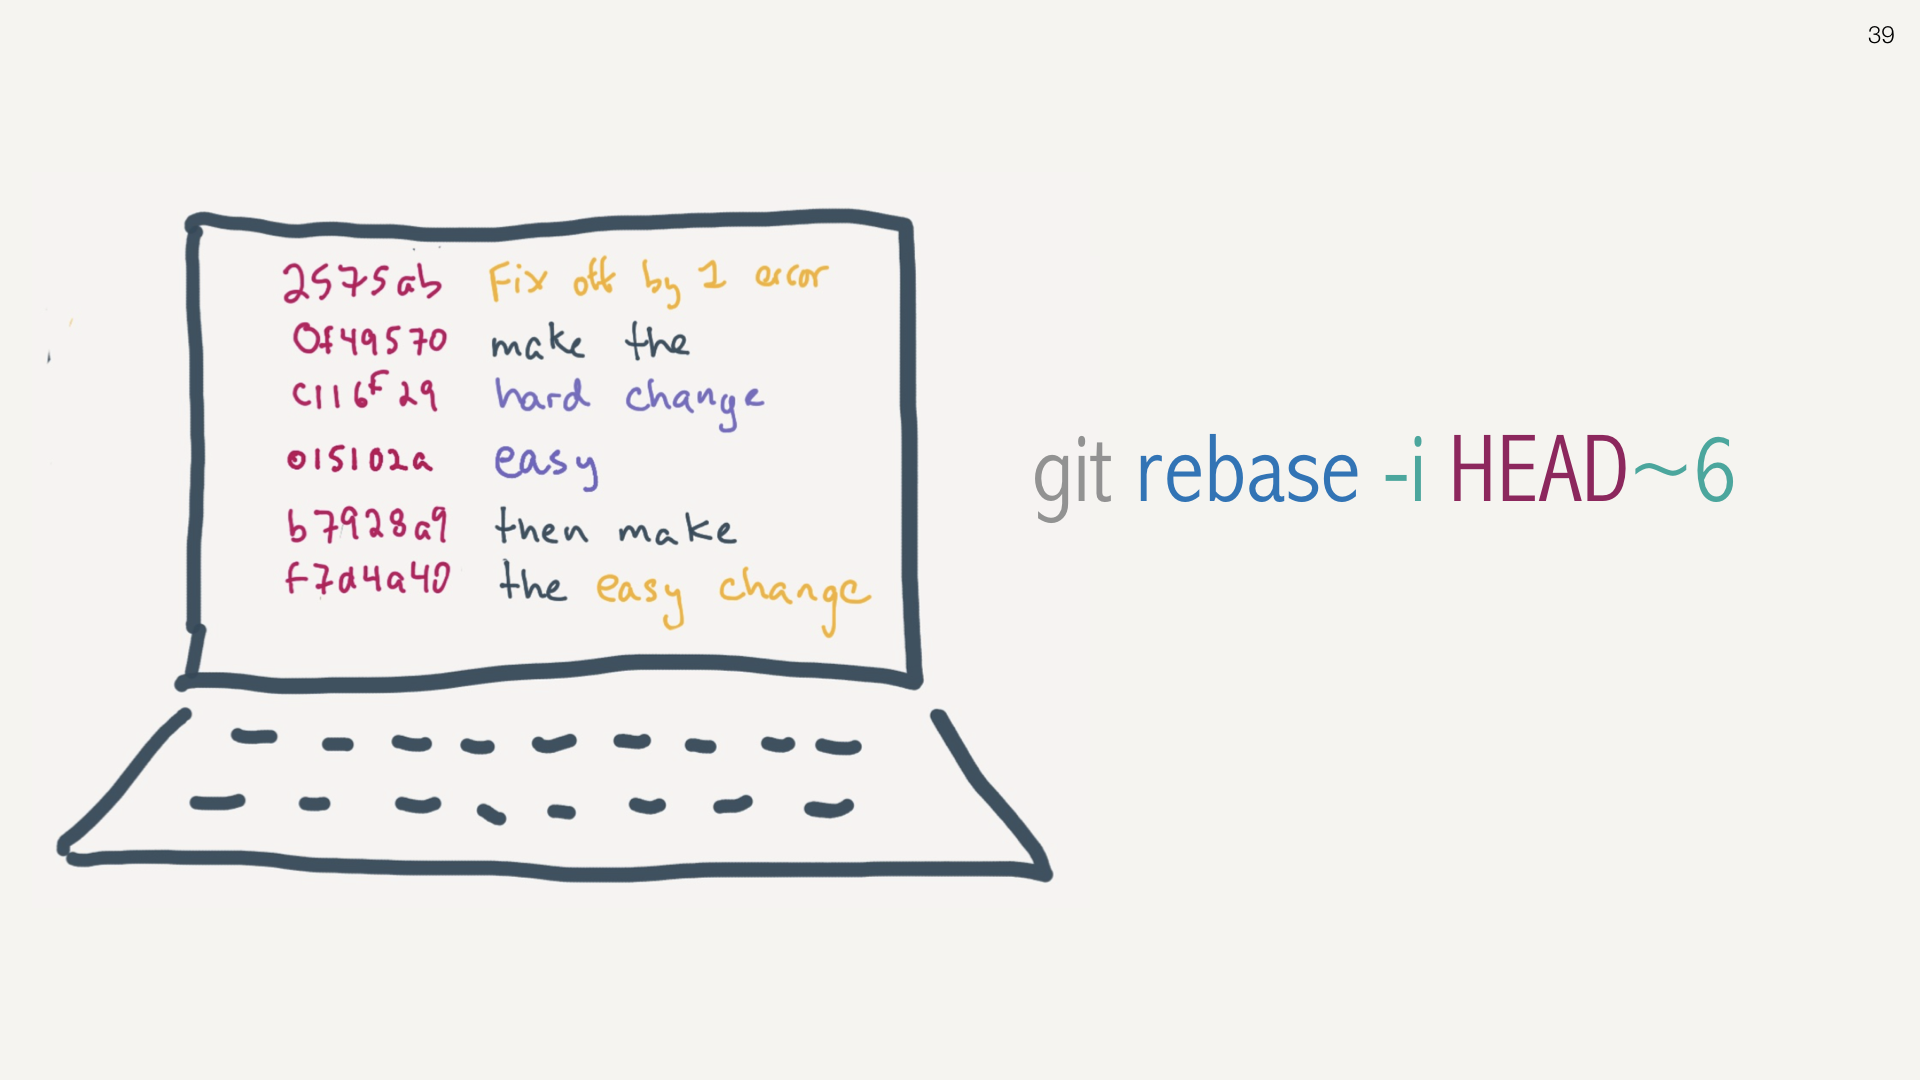 39
2575ab Fix off by 1 error
0f49570 make the
c116f29 hard change
015102a easy
b7928a9 then make
f7d4a40 the easy change
git rebase -i HEAD~6